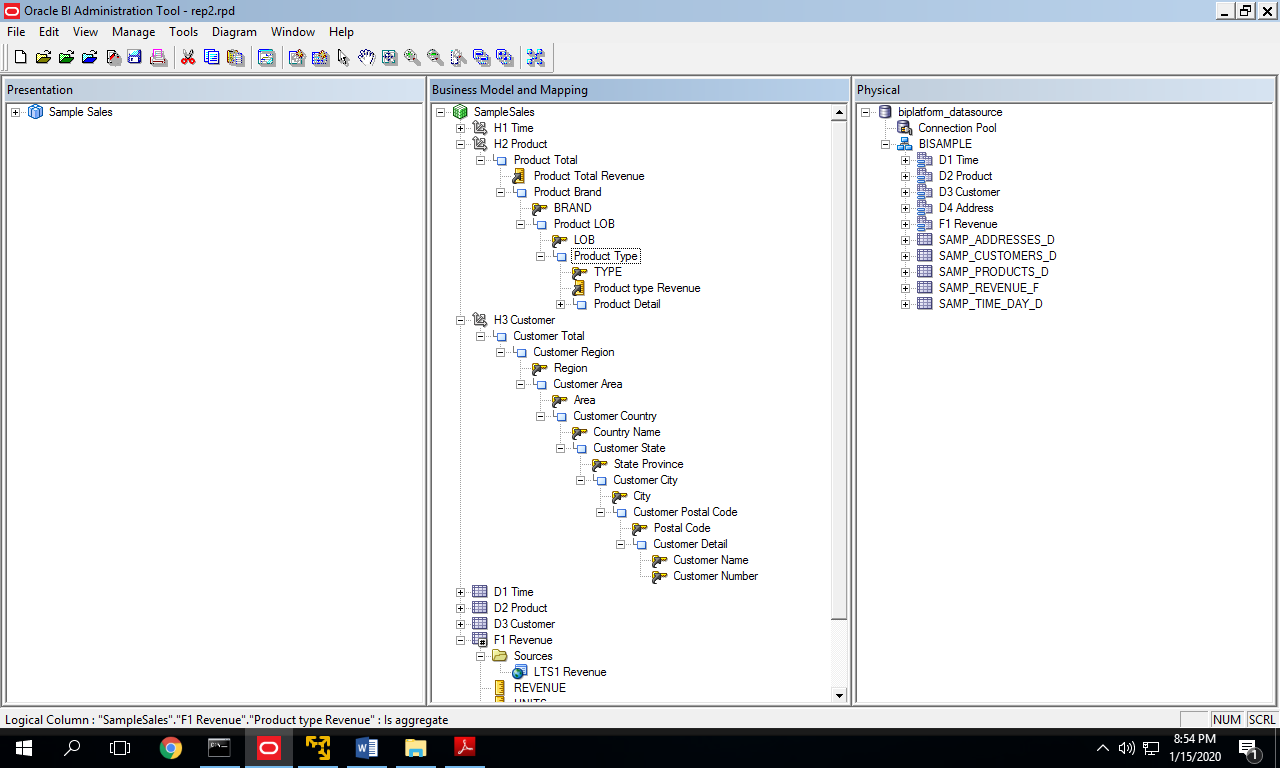 Oracle BI Administration Tool - rep2.rpd
File Edit View Manage Tools Diagram Window Help
Presentation
Sample Sales
Business Model and Mapping
SampleSales
H1 Time
H2 Product
Product Total
Product Total Revenue
Product Brand
BRAND
Product LOB
LOB
Product Type
TYPE
Product type Revenue
Product Detail
H3 Customer
Customer Total
Customer Region
Region
Customer Area
Area
Customer Country
Country Name
Customer State
State Province
Customer City
City
Customer Postal Code
Postal Code
Customer Detail
Customer Name
Customer Number
D1 Time
D2 Product
D3 Customer
F1 Revenue
Sources
LTS1 Revenue
REVENUE
UNITS
Physical
biplatform_datasource
Connection Pool
BISAMPLE
D1 Time
D2 Product
D3 Customer
D4 Address
F1 Revenue
SAMP_ADDRESSES_D
SAMP_CUSTOMERS_D
SAMP_PRODUCTS_D
SAMP_REVENUE_F
SAMP_TIME_DAY_D
Logical Column : "SampleSales"."F1 Revenue"."Product type Revenue" : Is aggregate
NUM SCRL
8:54 PM
1/15/2020
1